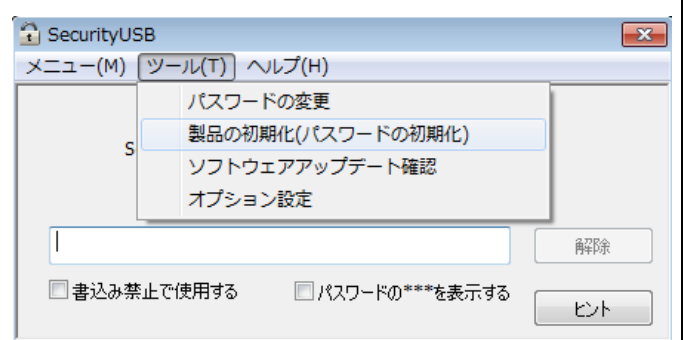 SecurityUSB
メニュー(M) ツール(T) ヘルプ(H)
パスワードの変更
製品の初期化(パスワードの初期化)
S
ソフトウェアアップデート確認
オプション設定
解除
書込み禁止で使用する パスワードの***を表示する
ヒント